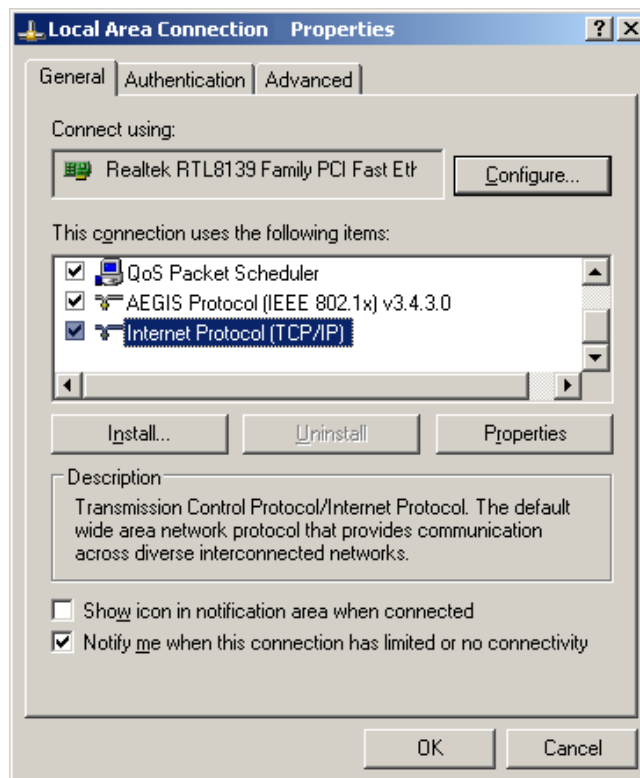 Local Area Connection Properties
General
Authentication
Advanced
Connect using:
Realtek RTL8139 Family PCI Fast Eth
Configure...
This connection uses the following items:
QoS Packet Scheduler
AEGIS Protocol (IEEE 802.1x) v3.4.3.0
Internet Protocol (TCP/IP)
Install...
Uninstall
Properties
Description
Transmission Control Protocol/Internet Protocol. The default
wide area network protocol that provides communication
across diverse interconnected networks.
Show icon in notification area when connected
Notify me when this connection has limited or no connectivity
OK
Cancel